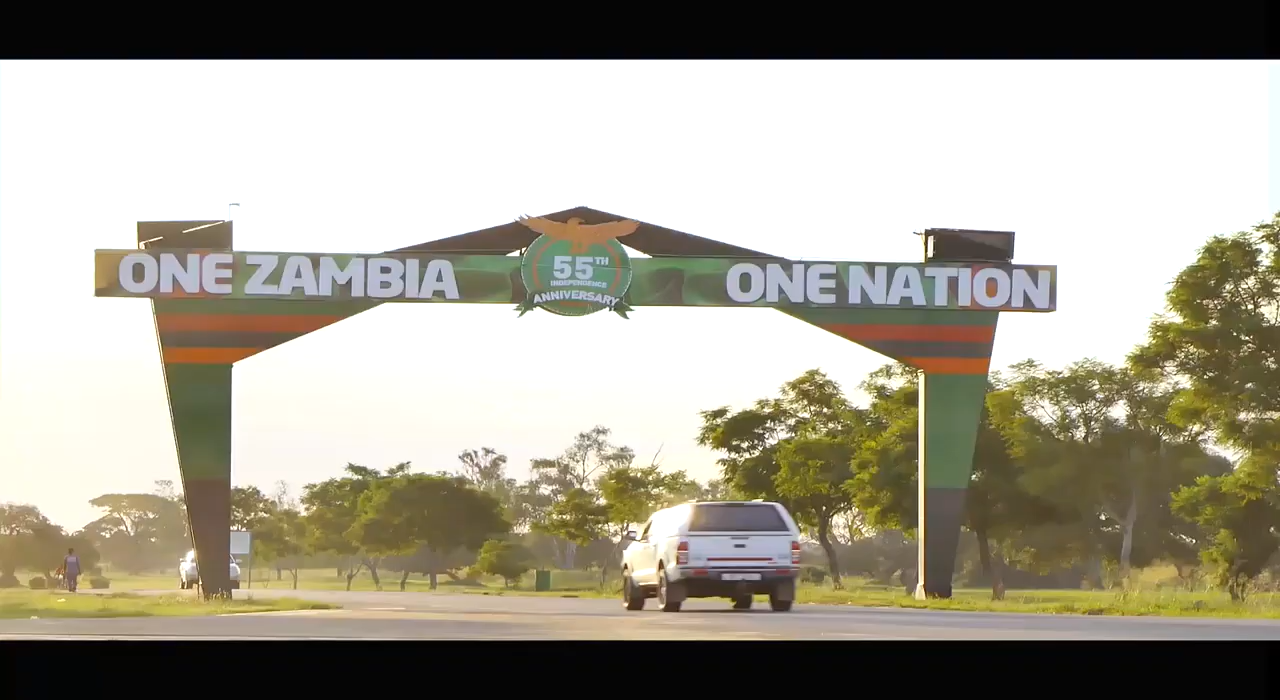 ONE ZAMBIA
55TH
INDEPENDENCE
ANNIVERSARY
ONE NATION